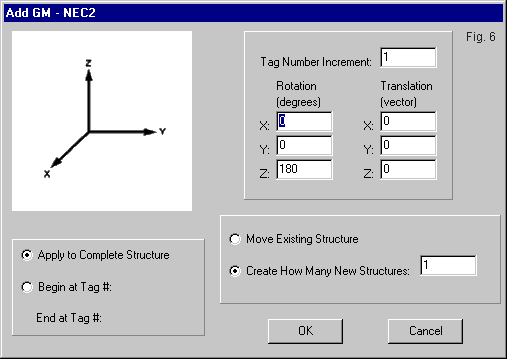 Add GM - NEC2
Fig. 6
Z
Y
X
Tag Number Increment: 1
Rotation (degrees)
Translation (vector)
X: 0 X: 0
Y: 0 Y: 0
Z: 180 Z: 0
Apply to Complete Structure
Begin at Tag #:
End at Tag #:
Move Existing Structure
Create How Many New Structures: 1
OK
Cancel